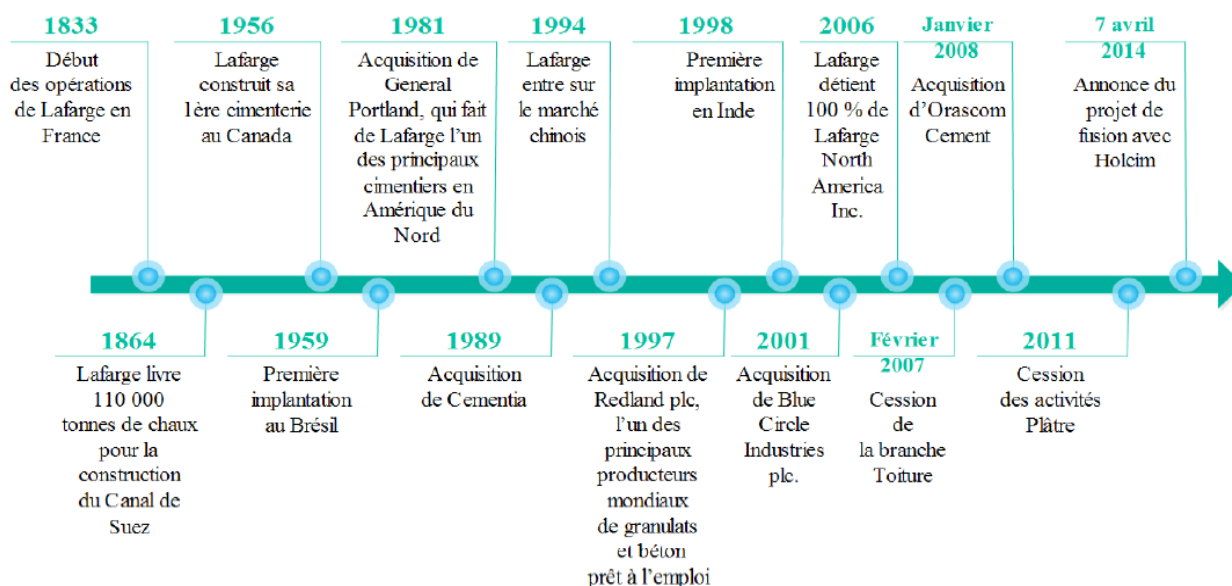 1833
Début
des opérations
de Lafarge en
France
1956
Lafarge
construit sa
1ère cimenterie
au Canada
1981
Acquisition de
General
Portland, qui fait
de Lafarge l'un
des principaux
cimentiers en
Amérique du
Nord
1994
Lafarge
entre sur
le marché
chinois
1998
Première
implantation
en Inde
2006
Lafarge
détient
100 % de
Lafarge
North
America
Inc.
Janvier
2008
Acquisition
d'Orascom
Cement
7 avril
2014
Annonce du
projet de
fusion avec
Holcim
1864
Lafarge livre
110 000
tonnes de chaux
pour la
construction
du Canal de
Suez
1959
Première
implantation
au Brésil
1989
Acquisition
de Cementia
1997
Acquisition de
Redland plc,
l'un des
principaux
producteurs
mondiaux
de granulats
et béton
prêt à l'emploi
2001
Acquisition
de Blue
Circle
Industries
plc.
Février
2007
Cession
de
la branche
Toiture
2011
Cession
des activités
Plâtre